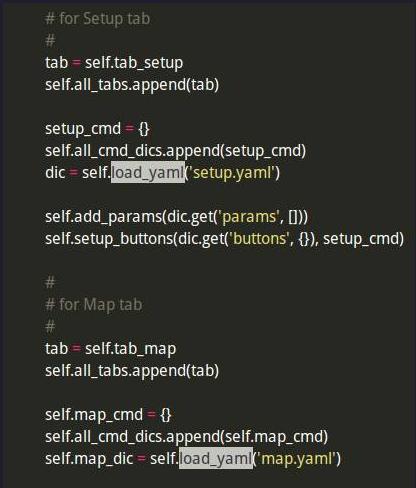 # for Setup tab
#
tab = self.tab_setup
self.all_tabs.append(tab)
setup_cmd = {}
self.all_cmd_dics.append(setup_cmd)
dic = self.load_yaml('setup.yaml')
self.add_params(dic.get('params', []))
self.setup_buttons(dic.get('buttons', {}), setup_cmd)
#
# for Map tab
#
tab = self.tab_map
self.all_tabs.append(tab)
self.map_cmd = {}
self.all_cmd_dics.append(self.map_cmd)
self.map_dic = self.load_yaml('map.yaml')